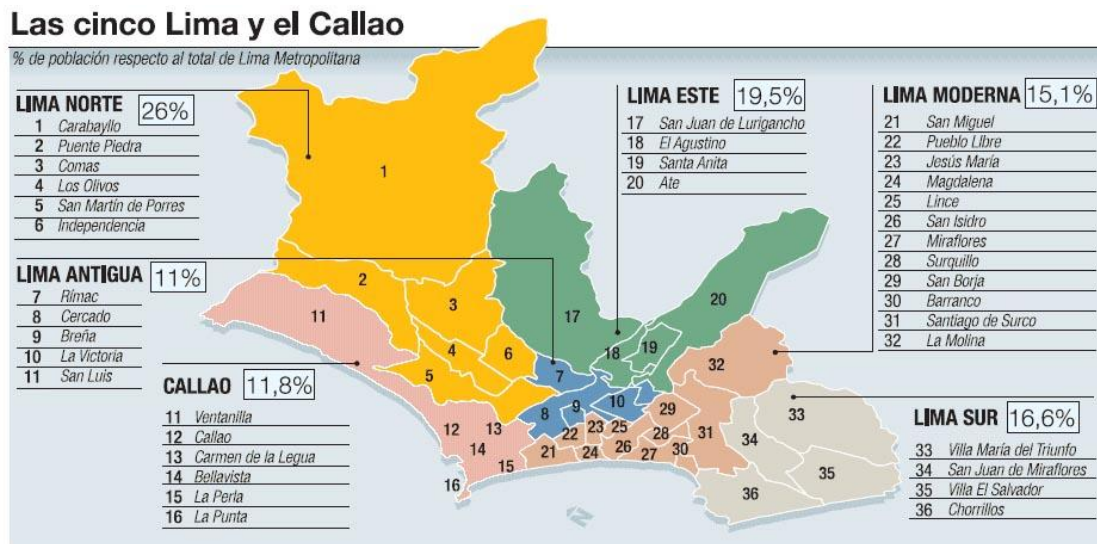 Las cinco Lima y el Callao
% de población respecto al total de Lima Metropolitana
LIMA NORTE 26%
1 Carabayllo
2 Puente Piedra
3 Comas
4 Los Olivos
5 San Martín de Porres
6 Independencia
LIMA ANTIGUA 11%
7 Rímac
8 Cercado
9 Breña
10 La Victoria
11 San Luis
CALLAO 11,8%
11 Ventanilla
12 Callao
13 Carmen de la Legua
14 Bellavista
15 La Perla
16 La Punta
LIMA ESTE 19,5%
17 San Juan de Lurigancho
18 El Agustino
19 Santa Anita
20 Ate
LIMA MODERNA 15,1%
21 San Miguel
22 Pueblo LIbre
23 Jesús María
24 Magdalena
25 Lince
26 San Isidro
27 Miraflores
28 Surquillo
29 San Borja
30 Barranco
31 Santiago de Surco
32 La Molina
LIMA SUR 16,6%
33 Villa María del Triunfo
34 San Juan de Miraflores
35 Villa El Salvador
36 Chorrillos
1
2
3
20
11
17
4
6
18
19
5
7
32
8
9
10
29
33
12
13
22
23
25
28
31
34
14
21
24
26
27
30
35
15
16
36
N